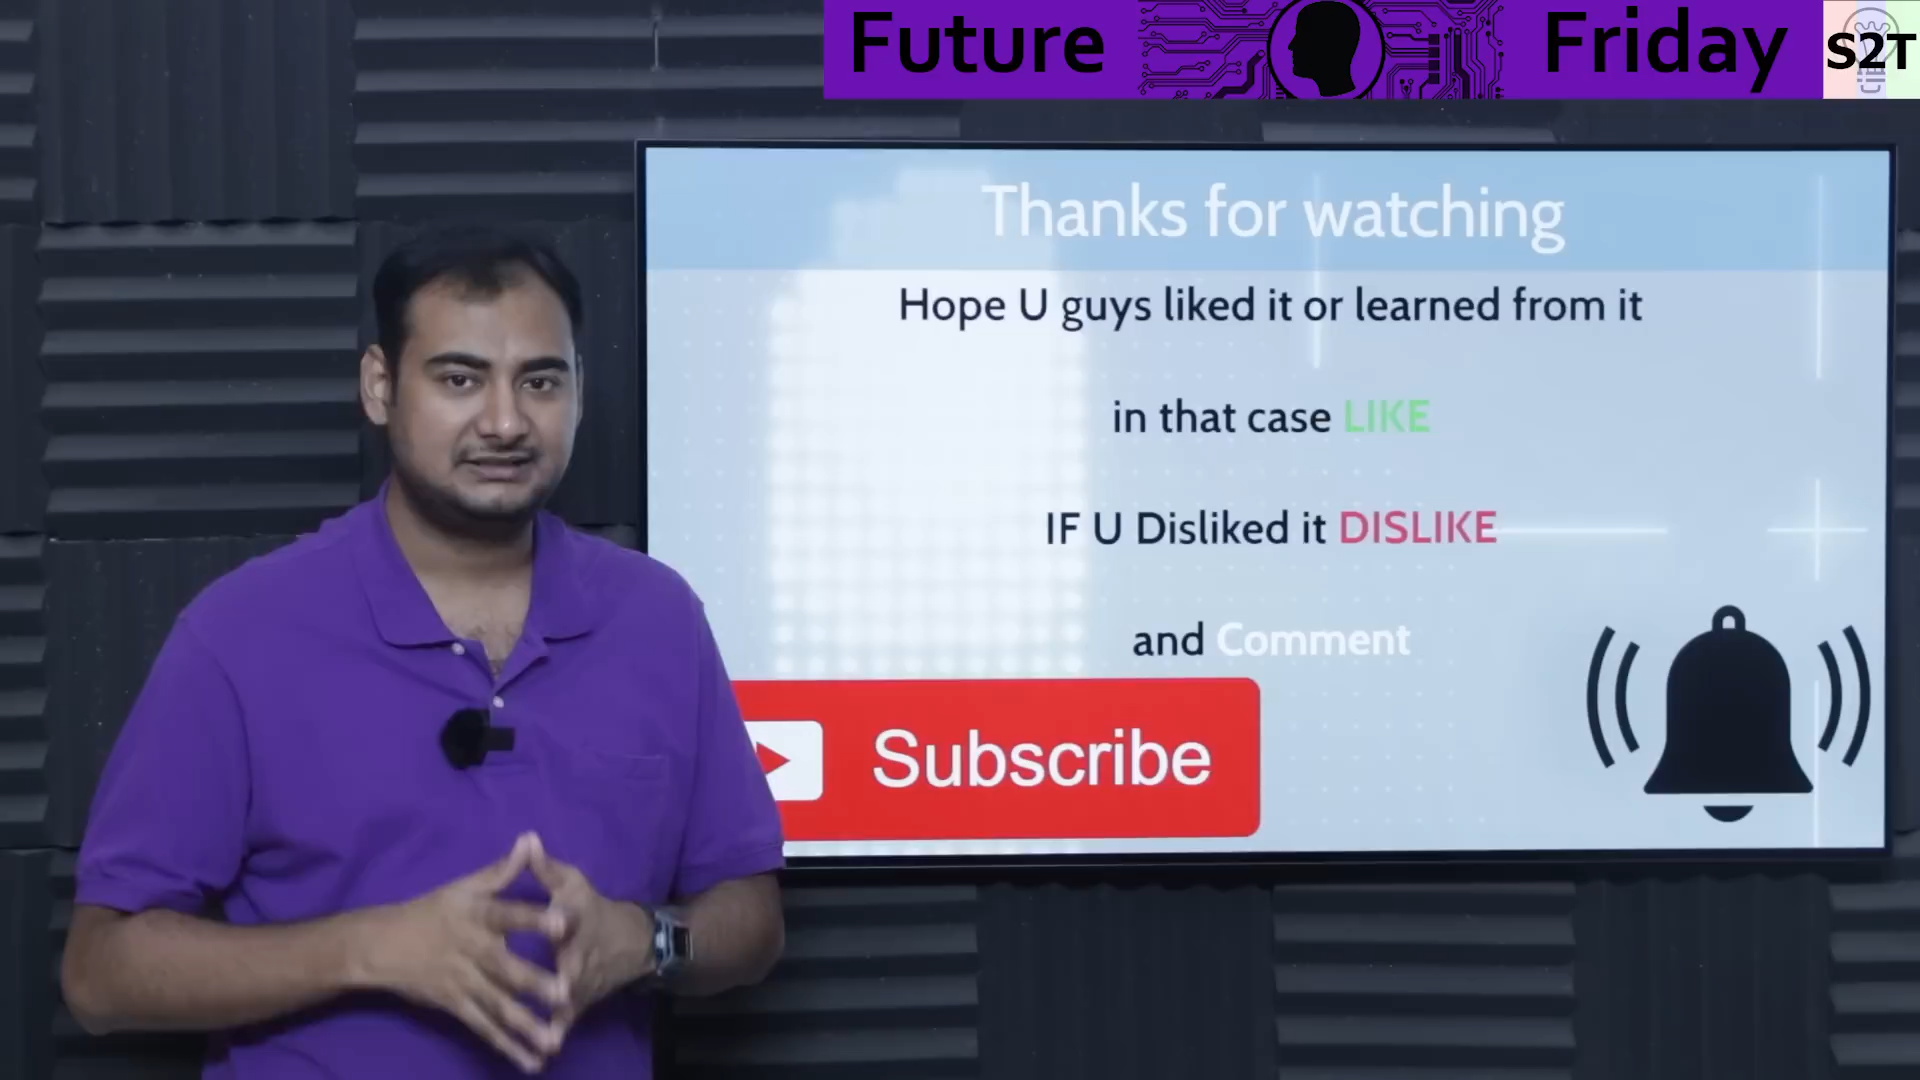 Future Friday S2T
Thanks for watching
Hope U guys liked it or learned from it
in that case LIKE
IF U Disliked it DISLIKE
and Comment
Subscribe